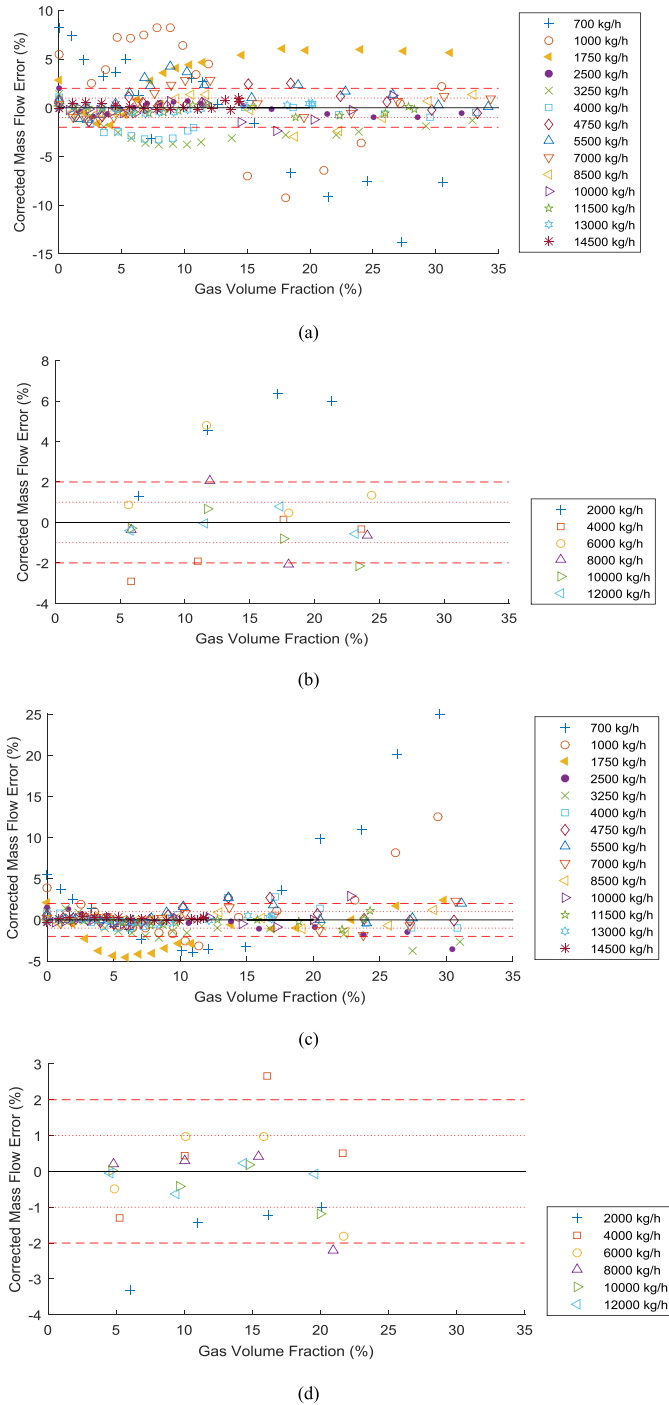 10
5
0
-5
-10
-15
0
5
10
15
20
25
30
35
Corrected Mass Flow Error (%)
Gas Volume Fraction (%)
700 kg/h
1000 kg/h
1750 kg/h
2500 kg/h
3250 kg/h
4000 kg/h
4750 kg/h
5500 kg/h
7000 kg/h
8500 kg/h
10000 kg/h
11500 kg/h
13000 kg/h
14500 kg/h
(a)
8
6
4
2
0
-2
-4
0
5
10
15
20
25
30
35
Corrected Mass Flow Error (%)
Gas Volume Fraction (%)
2000 kg/h
4000 kg/h
6000 kg/h
8000 kg/h
10000 kg/h
12000 kg/h
(b)
25
20
15
10
5
0
-5
0
5
10
15
20
25
30
35
Corrected Mass Flow Error (%)
Gas Volume Fraction (%)
700 kg/h
1000 kg/h
1750 kg/h
2500 kg/h
3250 kg/h
4000 kg/h
4750 kg/h
5500 kg/h
7000 kg/h
8500 kg/h
10000 kg/h
11500 kg/h
13000 kg/h
14500 kg/h
(c)
3
2
1
0
-1
-2
-3
-4
0
5
10
15
20
25
30
35
Corrected Mass Flow Error (%)
Gas Volume Fraction (%)
2000 kg/h
4000 kg/h
6000 kg/h
8000 kg/h
10000 kg/h
12000 kg/h
(d)